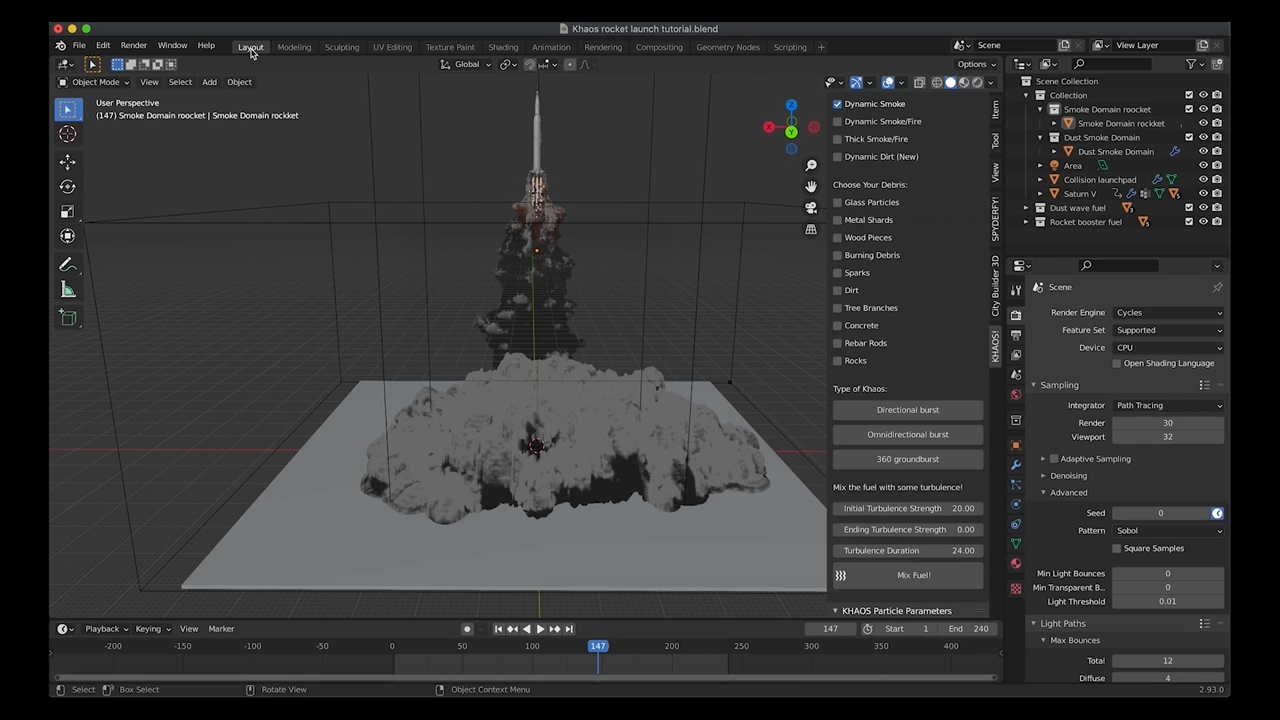 Khaos rocket launch tutorial.blend
File Edit Render Window Help Layout Modeling Sculpting UV Editing Texture Paint Shading Animation Rendering Compositing Geometry Nodes Scripting + Scene View Layer
Global Options
Object Mode View Select Add Object
User Perspective
(147) Smoke Domain roocket | Smoke Domain rockket
Z
X
Y
Dynamic Smoke
Dynamic Smoke/Fire
Thick Smoke/Fire
Dynamic Dirt (New)
Choose Your Debris:
Glass Particles
Metal Shards
Wood Pieces
Burning Debris
Sparks
Dirt
Tree Branches
Concrete
Rebar Rods
Rocks
Type of Khaos:
Directional burst
Omnidirectional burst
360 groundburst
Mix the fuel with some turbulence!
Initial Turbulence Strength 20.00
Ending Turbulence Strength 0.00
Turbulence Duration 24.00
Mix Fuel!
KHAOS Particle Parameters
Item
Tool
View
SPYDERFY!
City Builder 3D
KHAOS!
Scene Collection
Collection
Smoke Domain roocket
Smoke Domain rockket
Dust Smoke Domain
Dust Smoke Domain
Area
Collision launchpad
Saturn V
Dust wave fuel
Rocket booster fuel
Scene
Render Engine Cycles
Feature Set Supported
Device CPU
Open Shading Language
Sampling
Integrator Path Tracing
Render 30
Viewport 32
Adaptive Sampling
Denoising
Advanced
Seed 0
Pattern Sobol
Square Samples
Min Light Bounces 0
Min Transparent B... 0
Light Threshold 0.01
Light Paths
Max Bounces
Total 12
Diffuse 4
Playback Keying View Marker 147 Start 1 End 240
-200 -150 -100 -50 0 50 100 147 200 250 300 350 400
Select Box Select Rotate View Object Context Menu 2.93.0